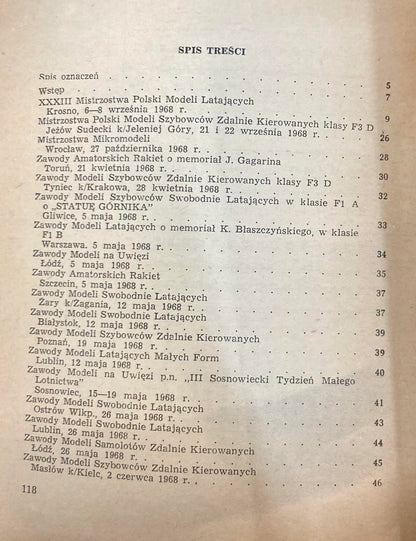 SPIS TREŚCI
Spis oznaczeń . . . . . . . . . . 5
Wstęp . . . . . . . . . . 7
XXXIII Mistrzostwa Polski Modeli Latających
Krosno, 6—8 września 1968 r. . . . . . . . 9
Mistrzostwa Polski Modeli Szybowców Zdalnie Kierowanych klasy F3 D
Jeżów Sudecki k/Jeleniej Góry, 21 i 22 września 1968 r. . . . 26
Mistrzostwa Mikromodeli
Wrocław, 27 października 1968 r. . . . . . . 28
Zawody Amatorskich Rakiet o memoriał J. Gagarina
Toruń, 21 kwietnia 1968 r. . . . . . . . 30
Zawody Modeli Szybowców Zdalnie Kierowanych klasy F3 D
Tyniec k/Krakowa, 28 kwietnia 1968 r. . . . . . 32
Zawody Modeli Szybowców Swobodnie Latających w klasie F1 A
o „STATUĘ GÓRNIKA”
Gliwice, 5 maja 1968 r. . . . . . . . 33
Zawody Modeli Latających o memoriał K. Błaszczyńskiego, w klasie
F1 B
Warszawa, 5 maja 1968 r. . . . . . . . 34
Zawody Modeli na Uwięzi
Łódź, 5 maja 1968 r. . . . . . . . . 35
Zawody Amatorskich Rakiet
Szczecin, 5 maja 1968 r. . . . . . . . 37
Zawody Modeli Swobodnie Latających
Żary k/Żagania, 12 maja 1968 r. . . . . . . 37
Zawody Modeli Swobodnie Latających
Białystok, 12 maja 1968 r. . . . . . . . 39
Zawody Modeli Szybowców Zdalnie Kierowanych
Poznań, 19 maja 1968 r. . . . . . . . 39
Zawody Modeli Latających Małych Form
Lublin, 12 maja 1968 r. . . . . . . . 40
Zawody Modeli na Uwięzi p.n. „III Sosnowiecki Tydzień Małego
Lotnictwa”
Sosnowiec, 15—19 maja 1968 r. . . . . . . 41
Zawody Modeli Swobodnie Latających
Ostrów Wlkp., 26 maja 1968 r. . . . . . . 43
Zawody Modeli Swobodnie Latających
Lublin, 26 maja 1968 r. . . . . . . . 44
Zawody Modeli Samolotów Zdalnie Kierowanych
Łódź, 26 maja 1968 r. . . . . . . . . 45
Zawody Modeli Szybowców Zdalnie Kierowanych
Masłów k/Kielc, 2 czerwca 1968 r. . . . . . . 46
118